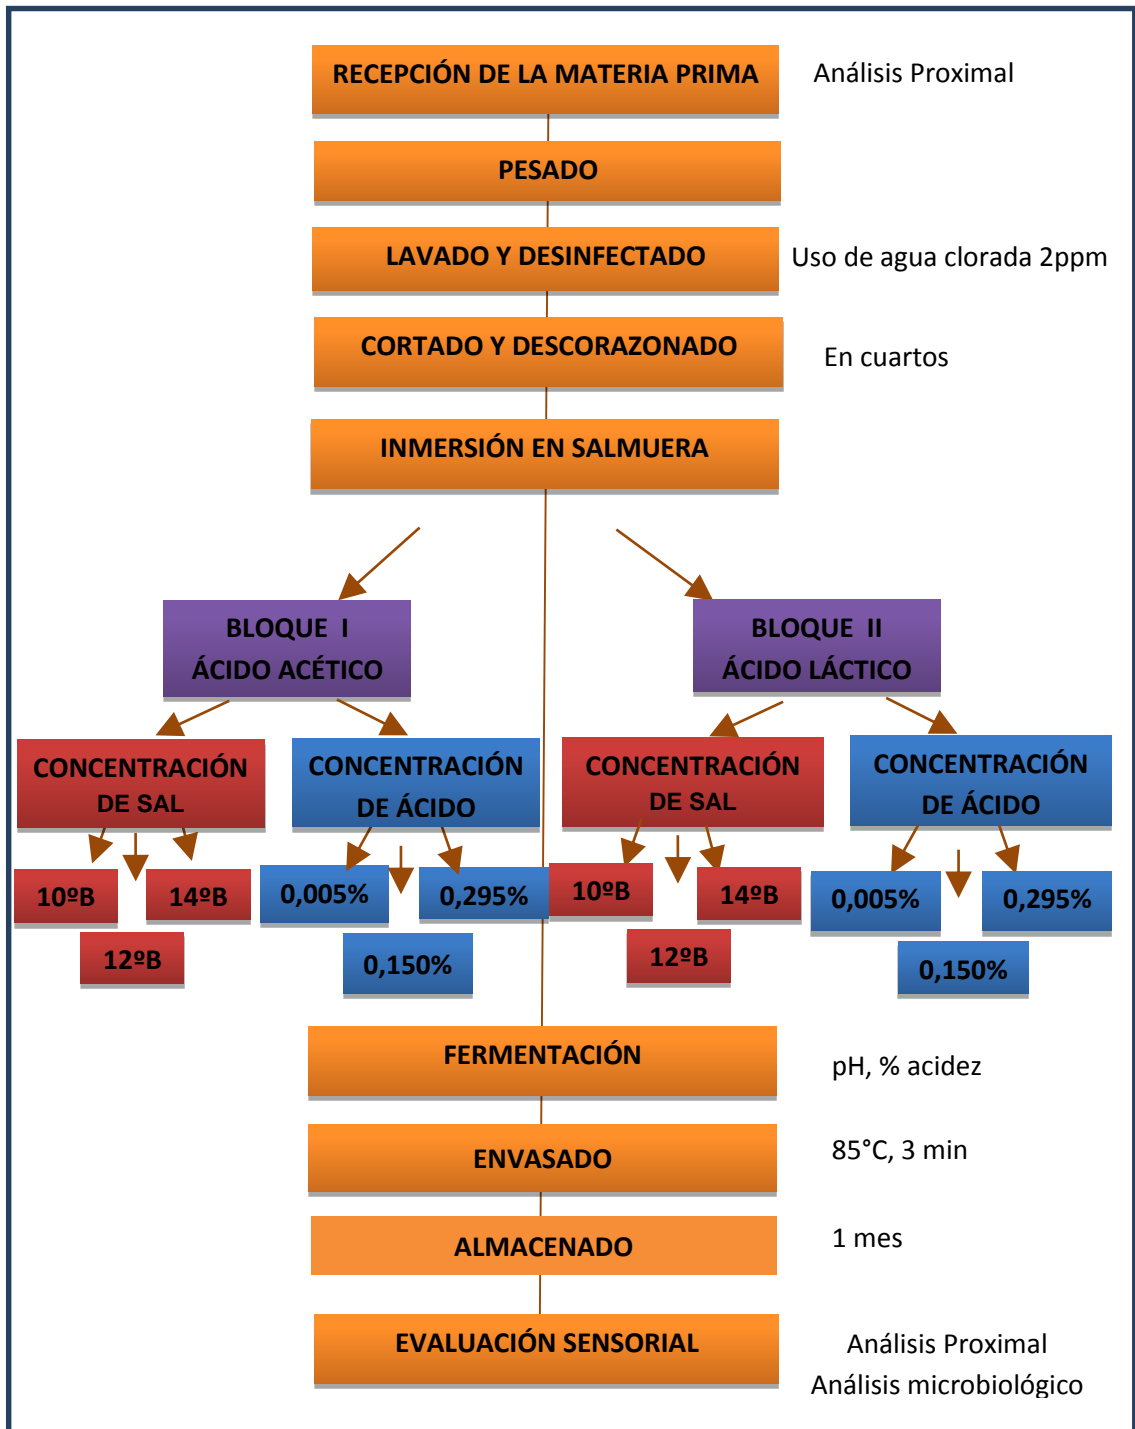 RECEPCIÓN DE LA MATERIA PRIMA
Análisis Proximal
PESADO
LAVADO Y DESINFECTADO
Uso de agua clorada 2ppm
CORTADO Y DESCORAZONADO
En cuartos
INMERSIÓN EN SALMUERA
BLOQUE I
ÁCIDO ACÉTICO
BLOQUE II
ÁCIDO LÁCTICO
CONCENTRACIÓN
DE SAL
CONCENTRACIÓN
DE ÁCIDO
CONCENTRACIÓN
DE SAL
CONCENTRACIÓN
DE ÁCIDO
10ºB
14ºB
12ºB
0,005%
0,295%
0,150%
10ºB
14ºB
12ºB
0,005%
0,295%
0,150%
FERMENTACIÓN
pH, % acidez
ENVASADO
85°C, 3 min
ALMACENADO
1 mes
EVALUACIÓN SENSORIAL
Análisis Proximal
Análisis microbiológico